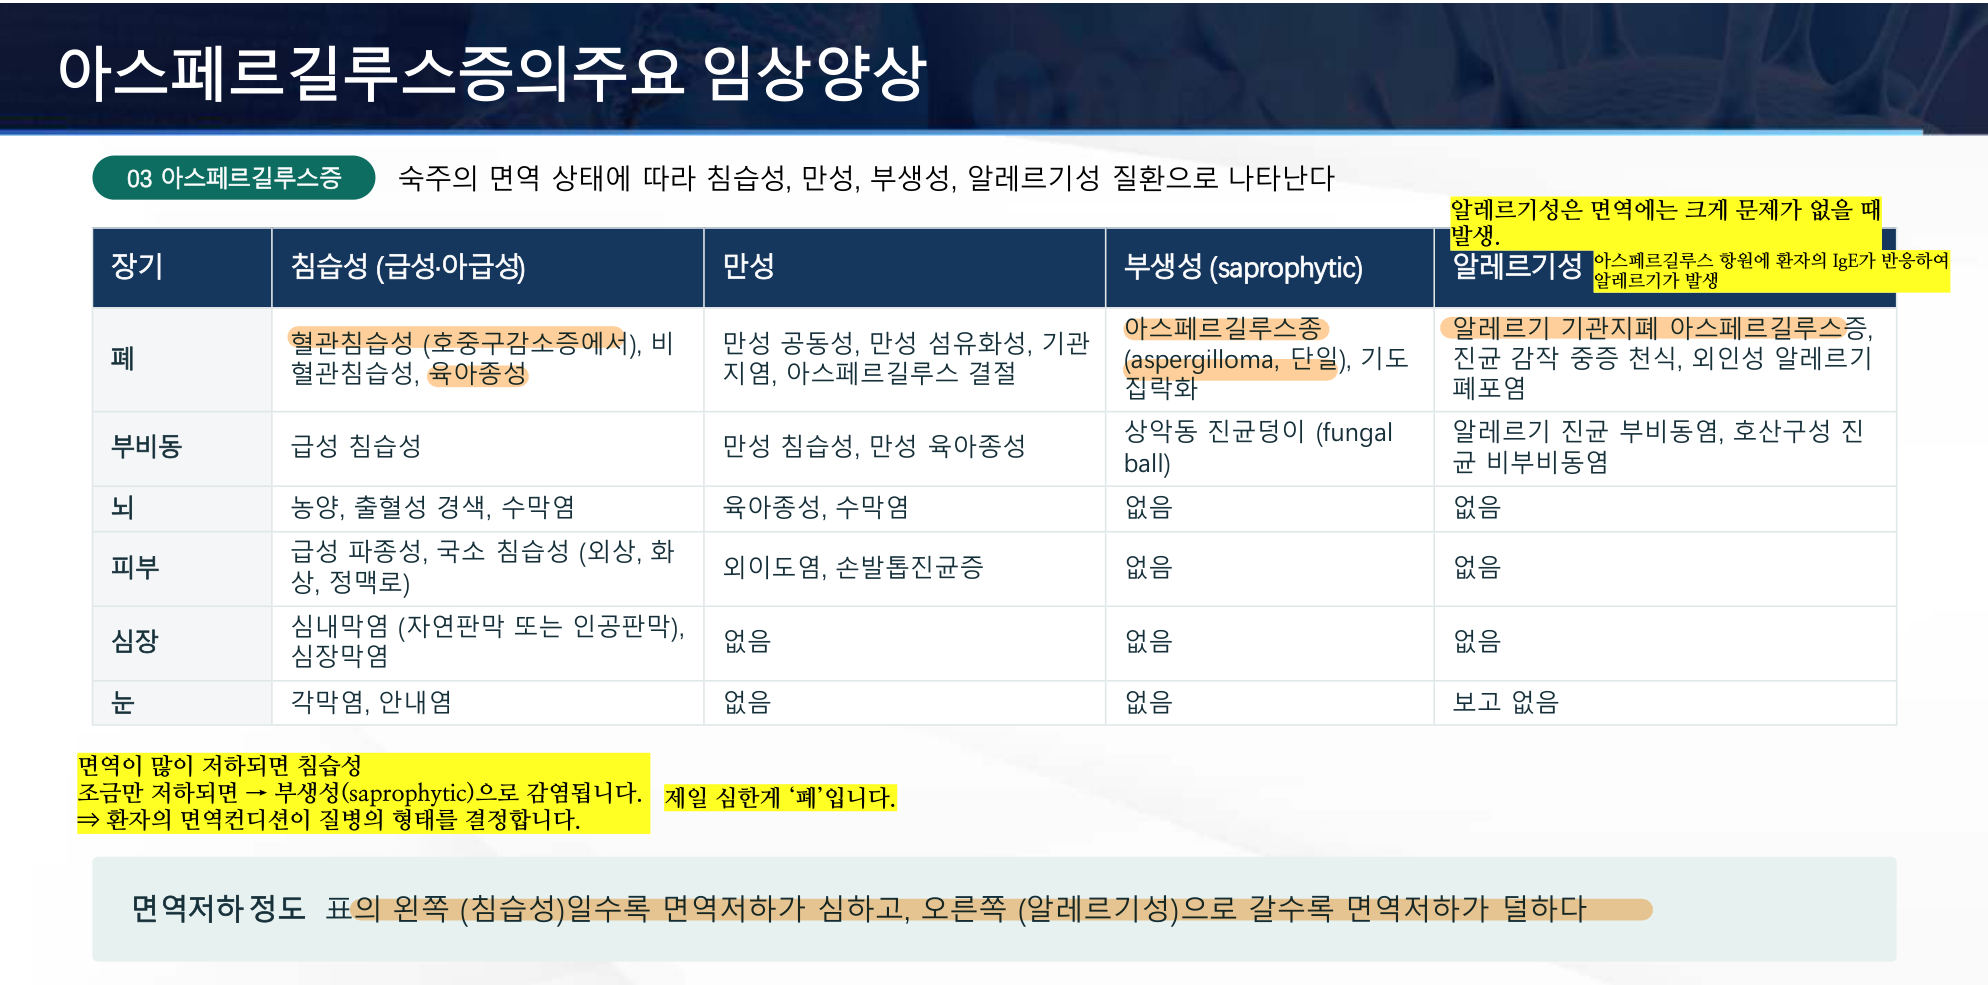 아스페르길루스증의주요 임상양상
03 아스페르길루스증
숙주의 면역 상태에 따라 침습성, 만성, 부생성, 알레르기성 질환으로 나타난다
알레르기성은 면역에는 크게 문제가 없을 때
발생.
장기
침습성 (급성·아급성)
만성
부생성 (saprophytic)
알레르기성
아스페르길루스 항원에 환자의 IgE가 반응하여
알레르기가 발생
폐
혈관침습성 (호중구감소증에서), 비
혈관침습성, 육아종성
만성 공동성, 만성 섬유화성, 기관
지염, 아스페르길루스 결절
아스페르길루스종
(aspergilloma, 단일), 기도
집락화
알레르기 기관지폐 아스페르길루스증,
진균 감작 중증 천식, 외인성 알레르기
폐포염
부비동
급성 침습성
만성 침습성, 만성 육아종성
상악동 진균덩이 (fungal
ball)
알레르기 진균 부비동염, 호산구성 진
균 비부비동염
뇌
농양, 출혈성 경색, 수막염
육아종성, 수막염
없음
없음
피부
급성 파종성, 국소 침습성 (외상, 화
상, 정맥로)
외이도염, 손발톱진균증
없음
없음
심장
심내막염 (자연판막 또는 인공판막),
심장막염
없음
없음
없음
눈
각막염, 안내염
없음
없음
보고 없음
면역이 많이 저하되면 침습성
조금만 저하되면 → 부생성(saprophytic)으로 감염됩니다.
⇒ 환자의 면역컨디션이 질병의 형태를 결정합니다.
제일 심한게 ‘폐’입니다.
면역저하 정도 표의 왼쪽 (침습성)일수록 면역저하가 심하고, 오른쪽 (알레르기성)으로 갈수록 면역저하가 덜하다